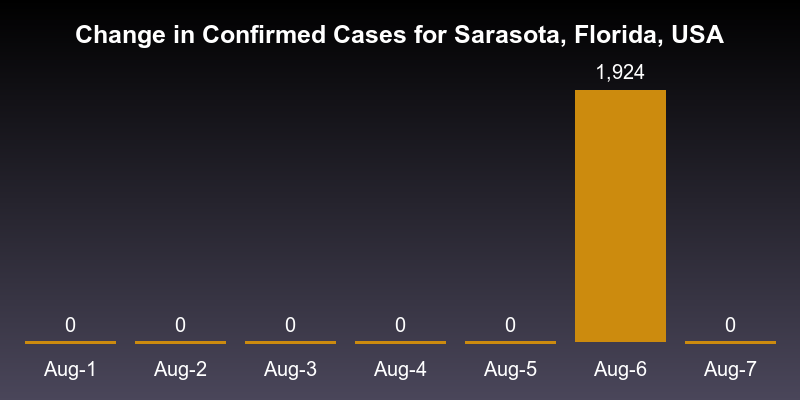 Change in Confirmed Cases for Sarasota, Florida, USA
1,924
0 0 0 0 0 0
Aug-1 Aug-2 Aug-3 Aug-4 Aug-5 Aug-6 Aug-7